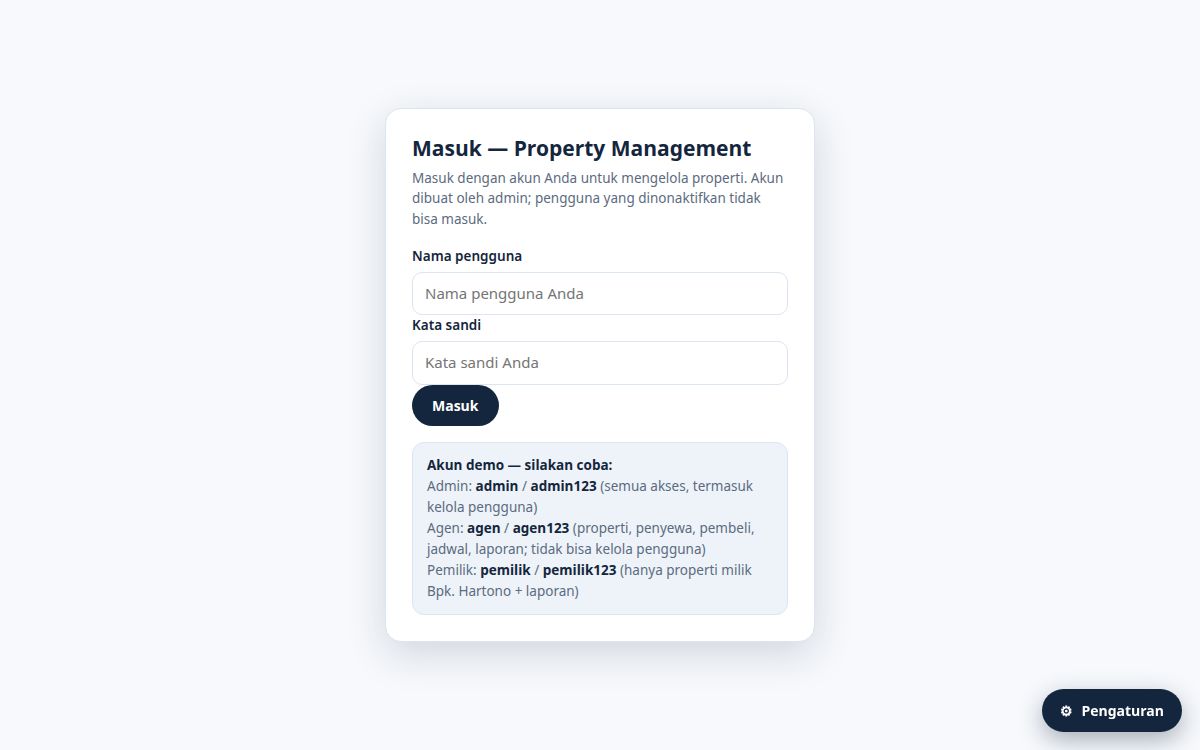 Masuk — Property Management
Masuk dengan akun Anda untuk mengelola properti. Akun
dibuat oleh admin; pengguna yang dinonaktifkan tidak
bisa masuk.
Nama pengguna
Nama pengguna Anda
Kata sandi
Kata sandi Anda
Masuk
Akun demo — silakan coba:
Admin: admin / admin123 (semua akses, termasuk
kelola pengguna)
Agen: agen / agen123 (properti, penyewa, pembeli,
jadwal, laporan; tidak bisa kelola pengguna)
Pemilik: pemilik / pemilik123 (hanya properti milik
Bpk. Hartono + laporan)
⚙ Pengaturan